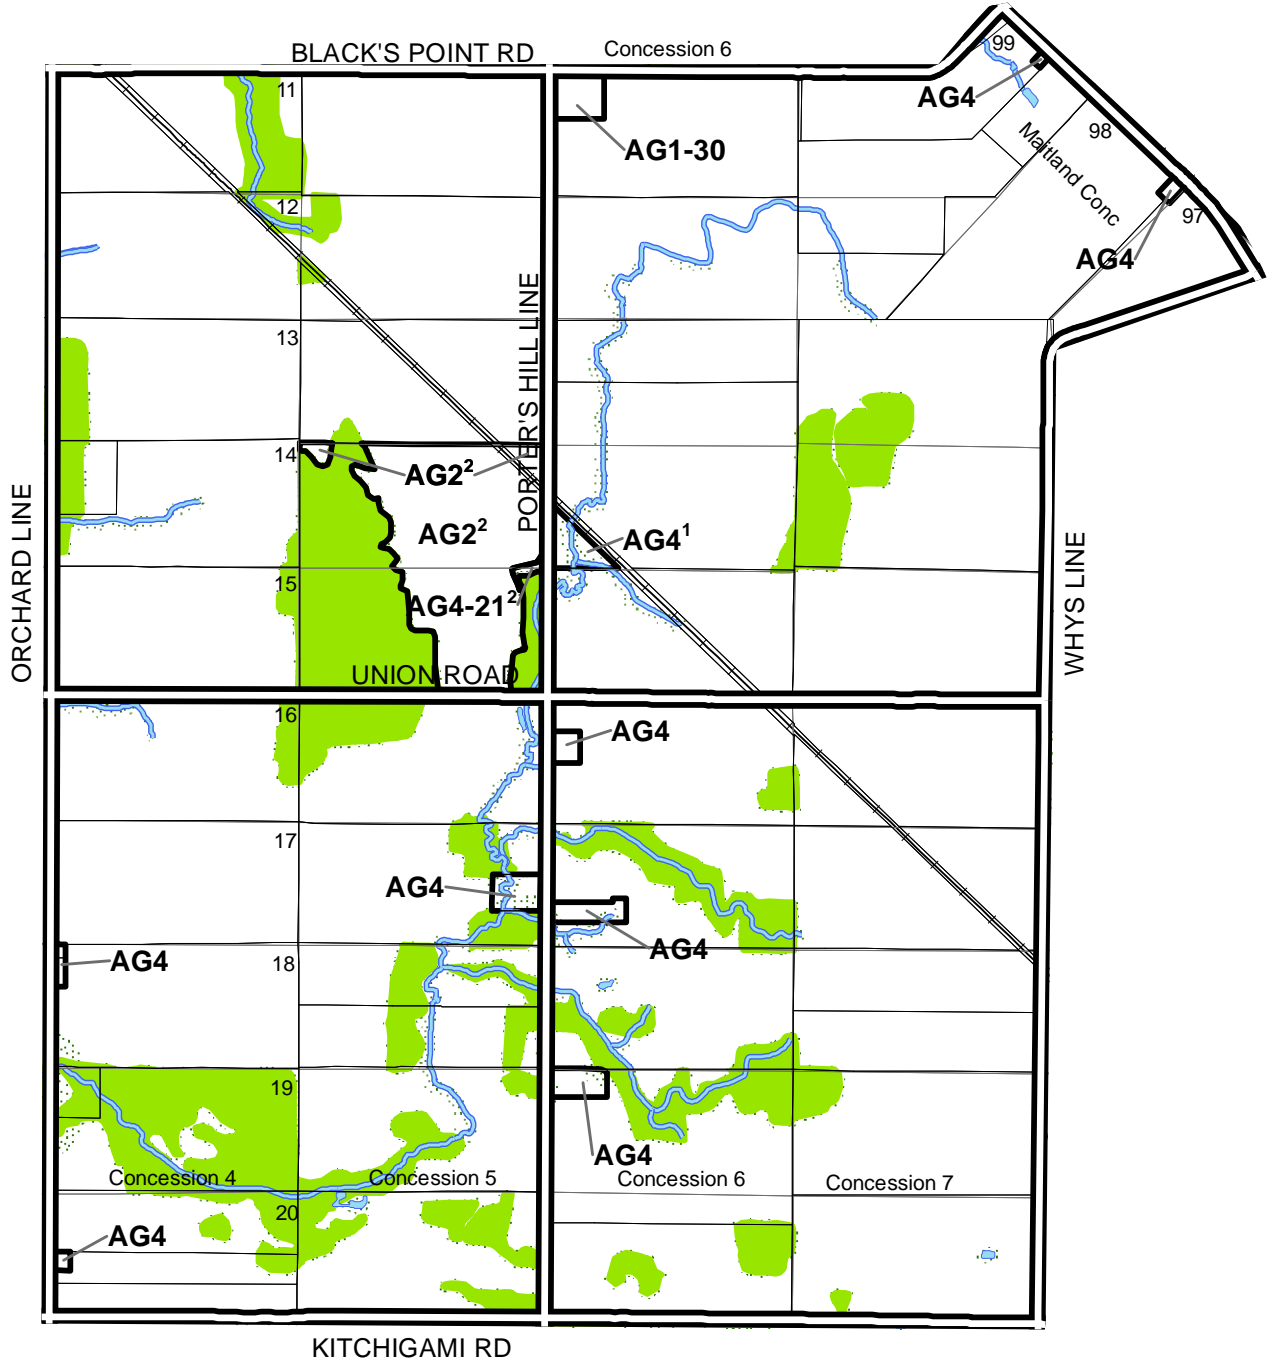 BLACK'S POINT RD
Concession 6
99
11
AG4
98
AG1-30
Maitland Conc
12
97
AG4
13
PORTER'S HILL LINE
14
AG2²
AG2²
AG4¹
ORCHARD LINE
WHYS LINE
15
AG4-21²
UNION ROAD
16
AG4
17
AG4
AG4
AG4
18
19
AG4
Concession 4
Concession 5
Concession 6
Concession 7
20
AG4
KITCHIGAMI RD